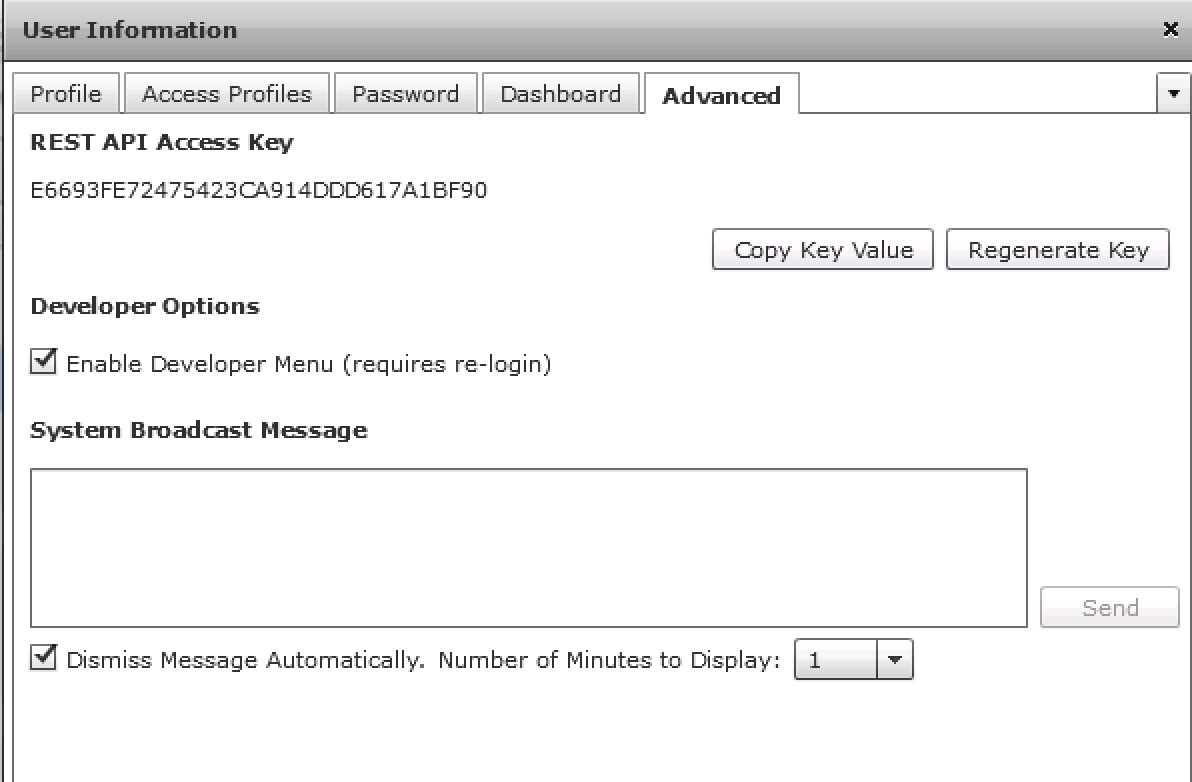 User Information
Profile Access Profiles Password Dashboard Advanced
REST API Access Key
E6693FE72475423CA914DDD617A1BF90
Copy Key Value Regenerate Key
Developer Options
Enable Developer Menu (requires re-login)
System Broadcast Message
Send
Dismiss Message Automatically. Number of Minutes to Display: 1